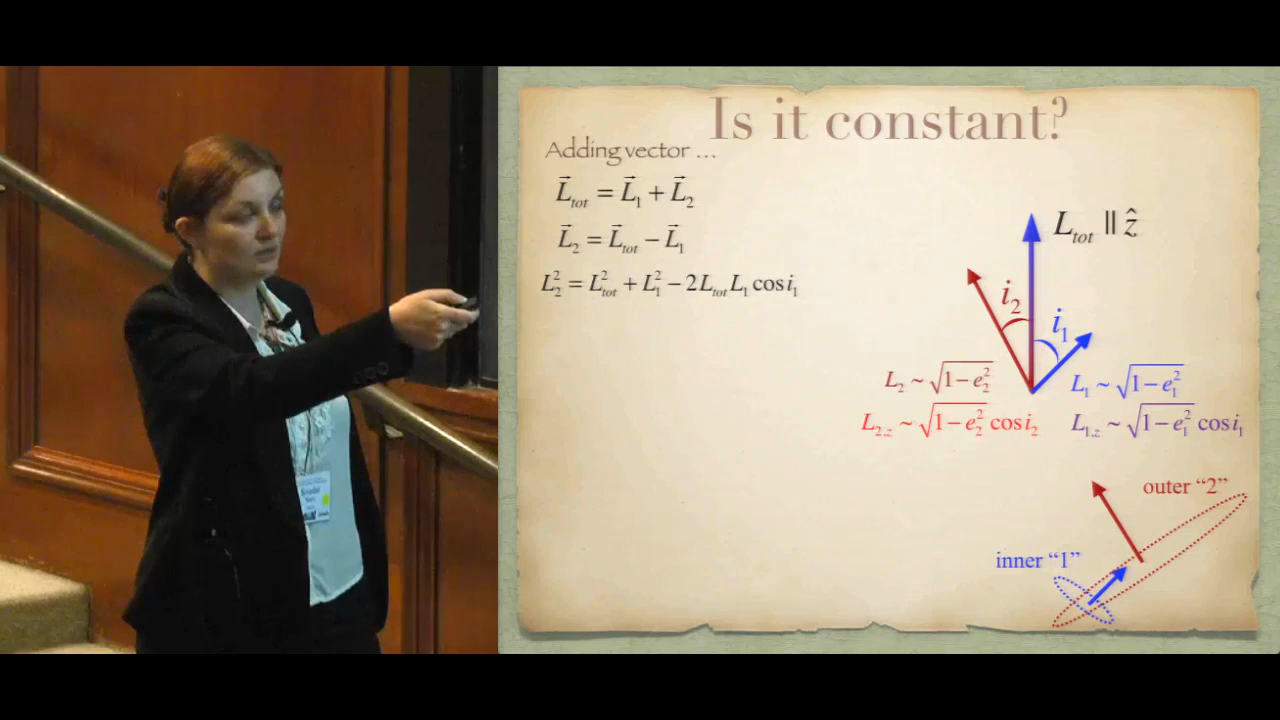 Is it constant?
Adding vector ...
L⃗_tot = L⃗_1 + L⃗_2
L⃗_2 = L⃗_tot − L⃗_1
L_2^2 = L_tot^2 + L_1^2 − 2L_tot L_1 cos i_1
L_tot || ẑ
i_2
i_1
L_2 ~ √(1−e_2^2)
L_1 ~ √(1−e_1^2)
L_2,z ~ √(1−e_2^2) cos i_2
L_1,z ~ √(1−e_1^2) cos i_1
outer “2”
inner “1”